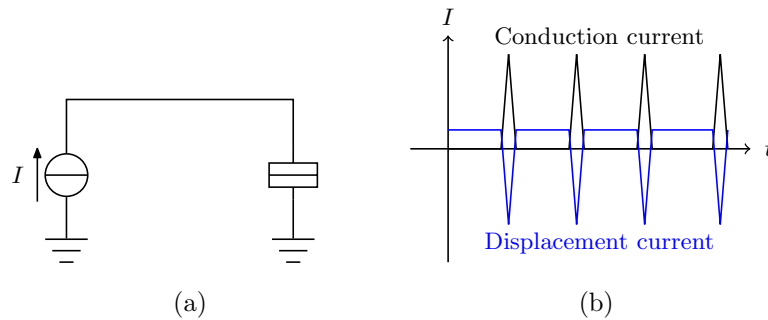 I
Conduction current
I
t
Displacement current
(a)
(b)